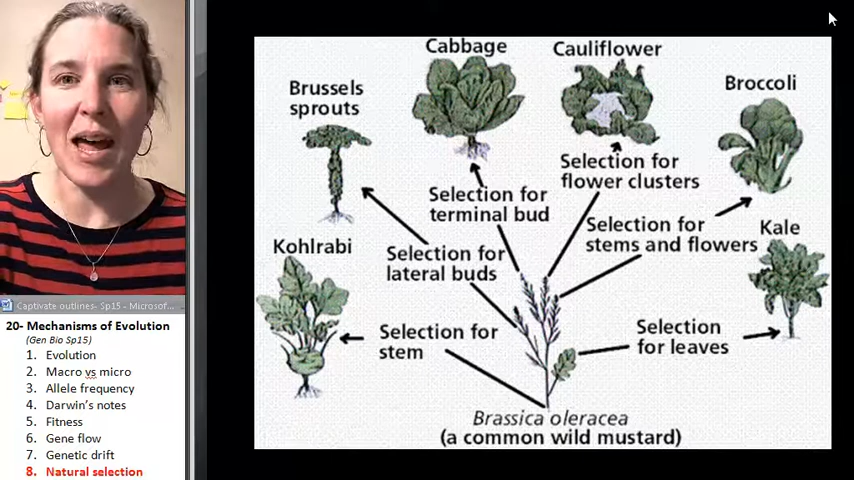 Cabbage
Cauliflower
Brussels
sprouts
Broccoli
Selection for
flower clusters
Selection for
terminal bud
Selection for
stems and flowers
Kale
Kohlrabi
Selection for
lateral buds
Selection for
stem
Selection
for leaves
Brassica oleracea
(a common wild mustard)
Captivate outlines- Sp15 - Microsof...
20- Mechanisms of Evolution
(Gen Bio Sp15)
1. Evolution
2. Macro vs micro
3. Allele frequency
4. Darwin's notes
5. Fitness
6. Gene flow
7. Genetic drift
8. Natural selection